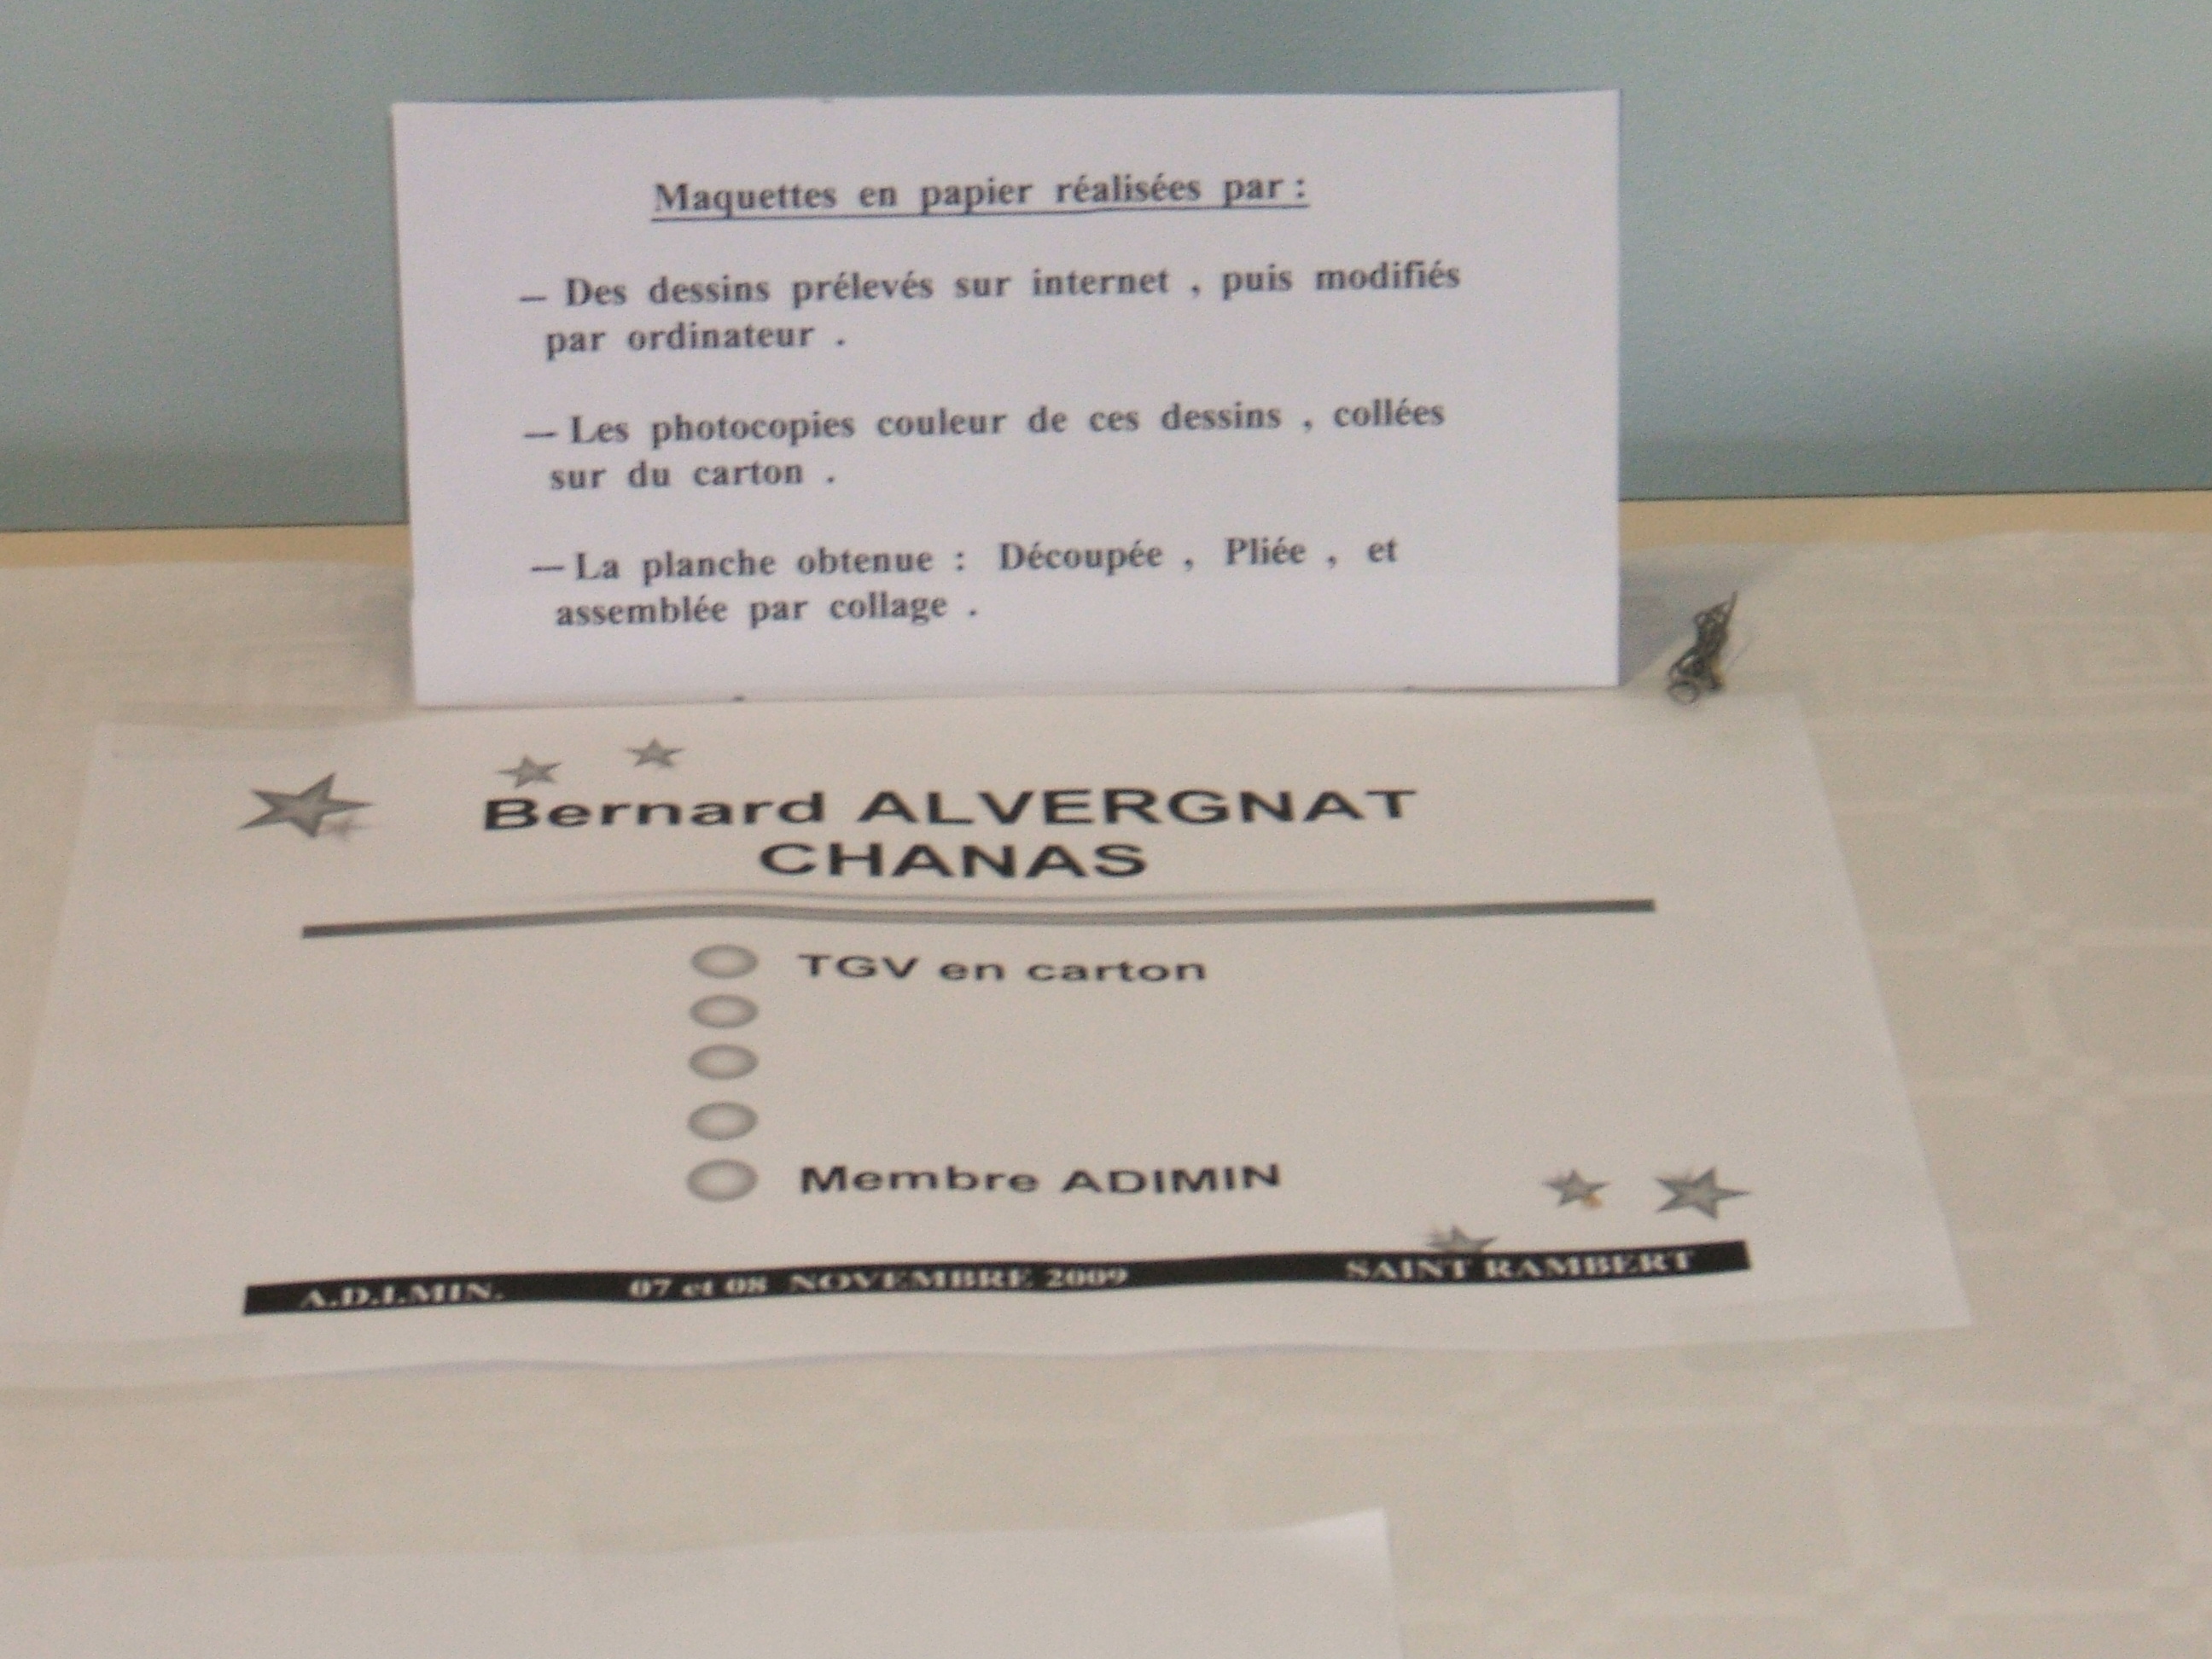 Maquettes en papier réalisées par :
— Des dessins prélevés sur internet , puis modifiés
par ordinateur .
— Les photocopies couleur de ces dessins , collées
sur du carton .
— La planche obtenue : Découpée , Pliée , et
assemblée par collage .
Bernard ALVERGNAT
CHANAS
TGV en carton
Membre ADIMIN
A.D.I.MIN. 07 et 08 NOVEMBRE 2009 SAINT RAMBERT